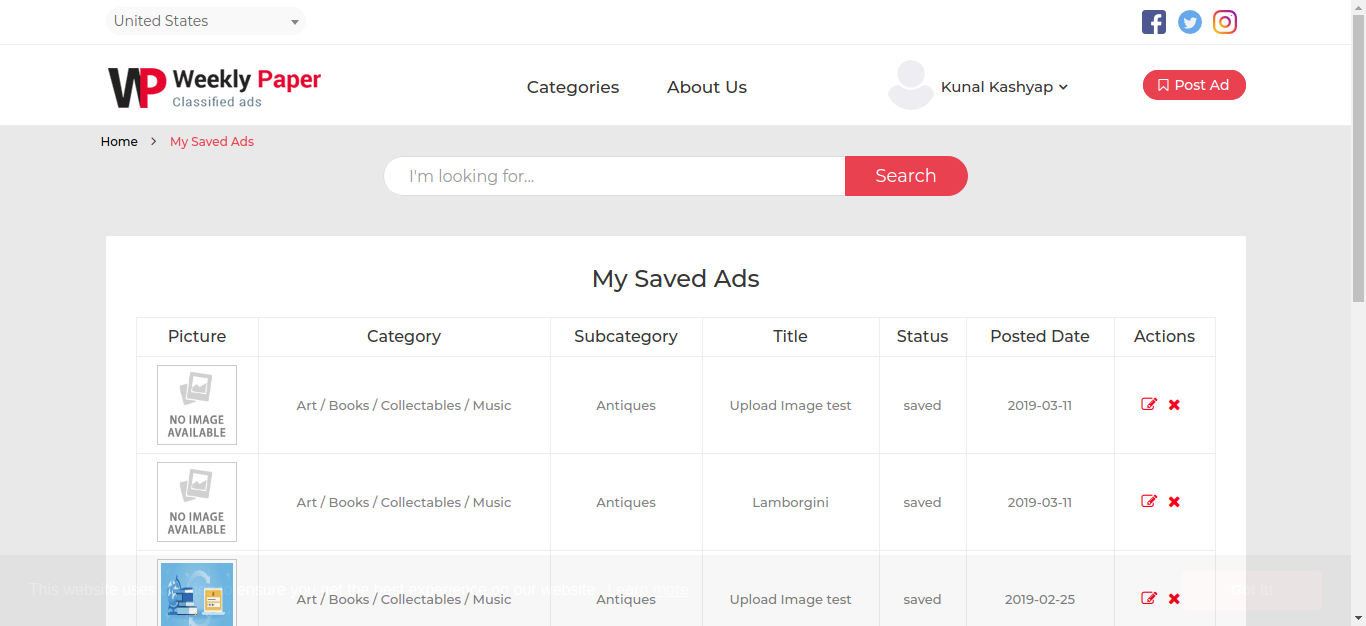 United States
WP Weekly Paper
Classified ads
Categories
About Us
Kunal Kashyap
Post Ad
Home > My Saved Ads
I'm looking for...
Search
My Saved Ads
Picture Category Subcategory Title Status Posted Date Actions
NO IMAGE
AVAILABLE
Art / Books / Collectables / Music Antiques Upload Image test saved 2019-03-11
NO IMAGE
AVAILABLE
Art / Books / Collectables / Music Antiques Lamborgini saved 2019-03-11
Art / Books / Collectables / Music Antiques Upload Image test saved 2019-02-25
This website uses ensure you get the best experience on our website. Learn more
Got it!